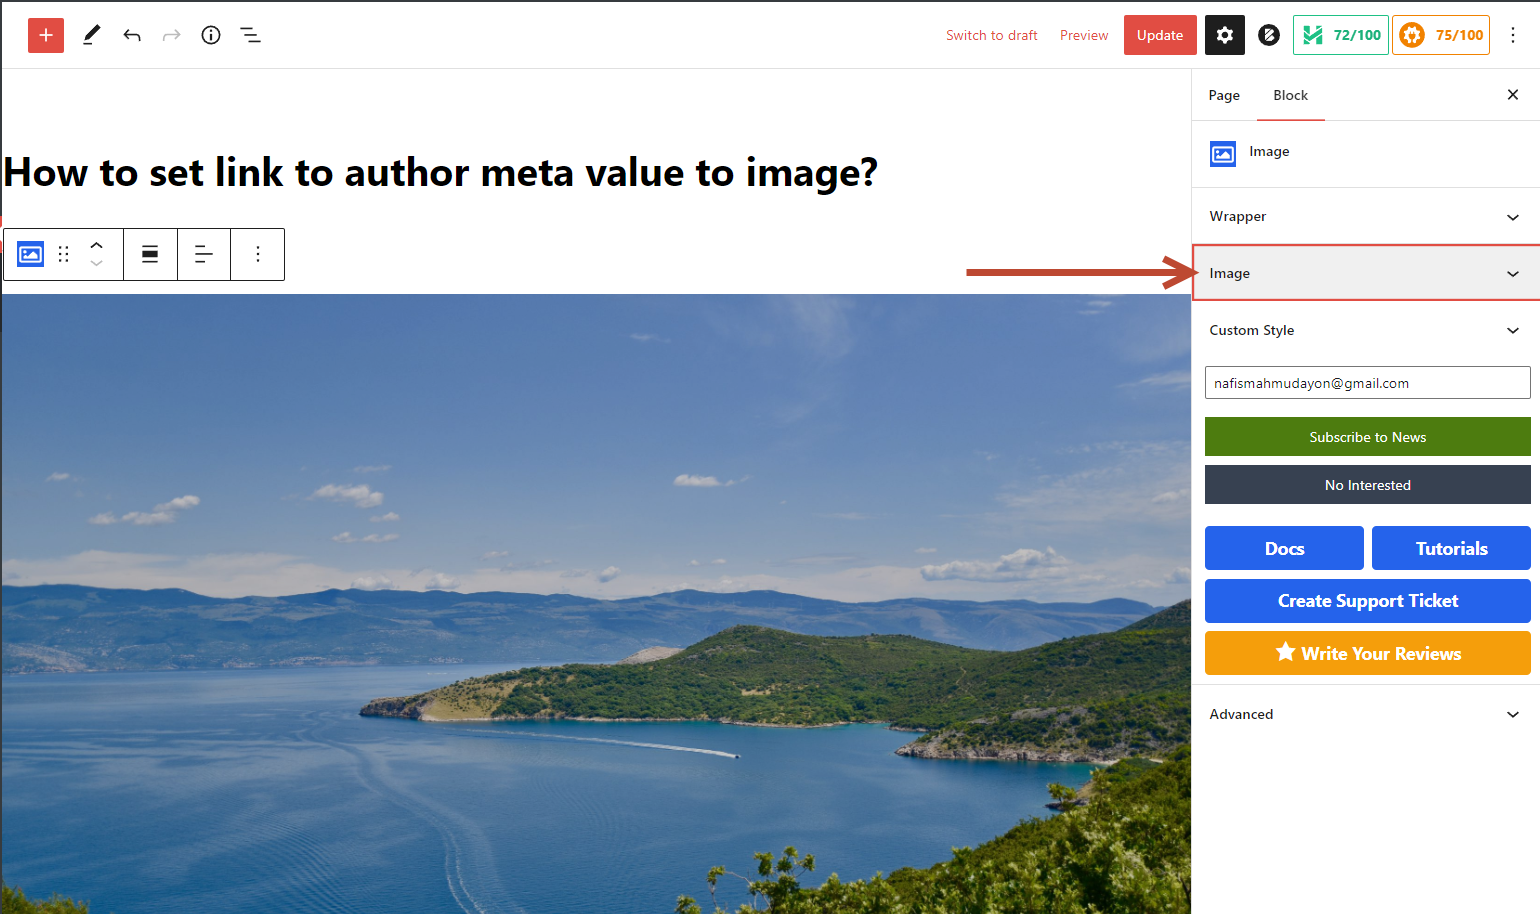 Switch to draft
Preview
Update
72/100
75/100
Page
Block
Image
How to set link to author meta value to image?
Wrapper
Image
Custom Style
nafismahmudayon@gmail.com
Subscribe to News
No Interested
Docs
Tutorials
Create Support Ticket
Write Your Reviews
Advanced